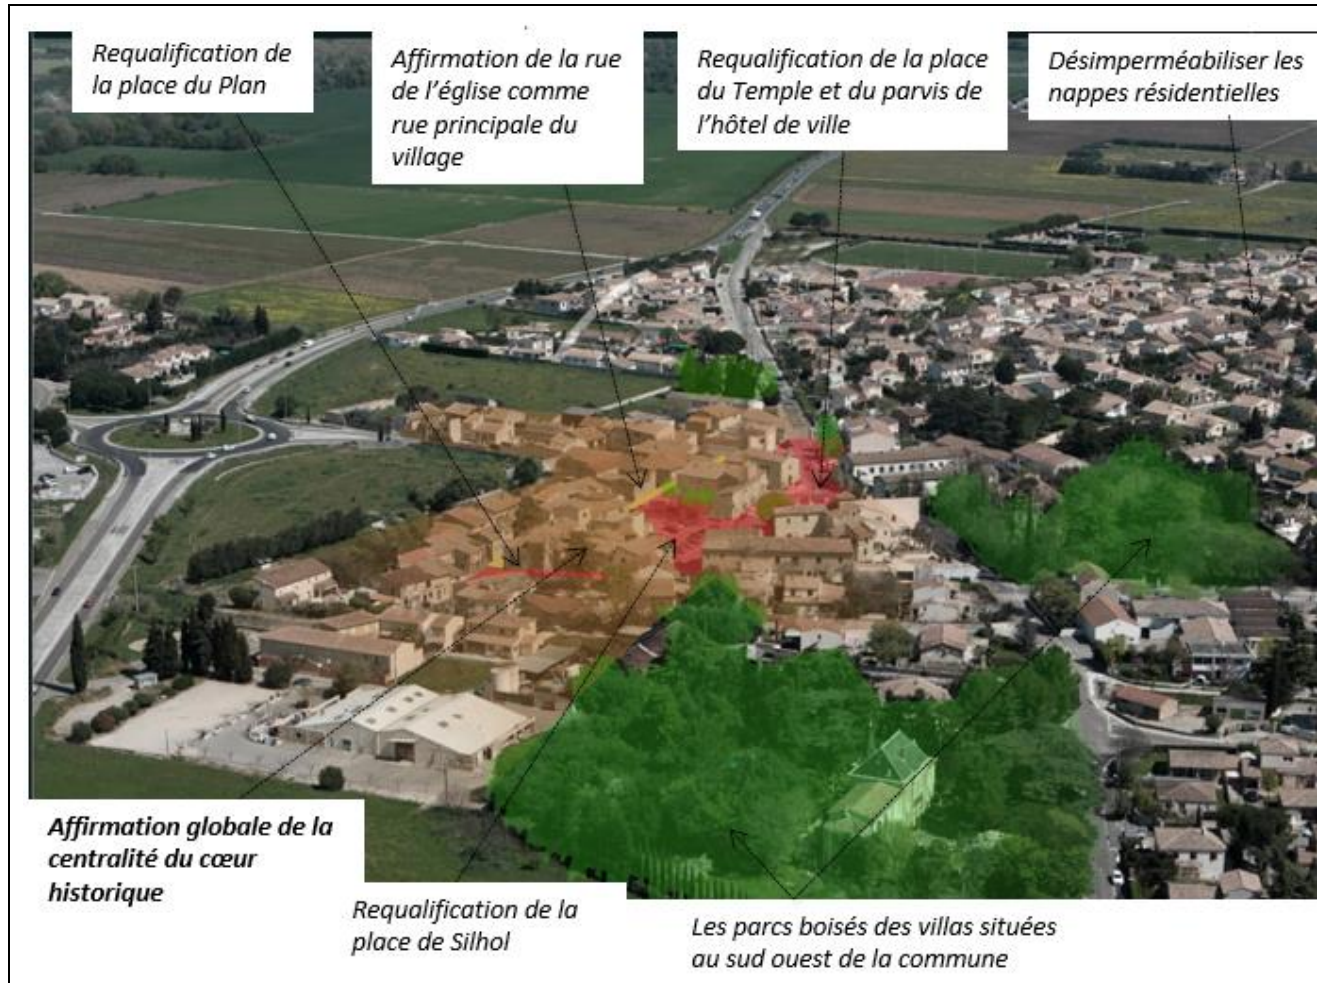 Requalification de
la place du Plan
Affirmation de la rue
de l’église comme
rue principale du
village
Requalification de la place
du Temple et du parvis de
l’hôtel de ville
Désimperméabiliser les
nappes résidentielles
Affirmation globale de la
centralité du cœur
historique
Requalification de la
place de Silhol
Les parcs boisés des villas situées
au sud ouest de la commune